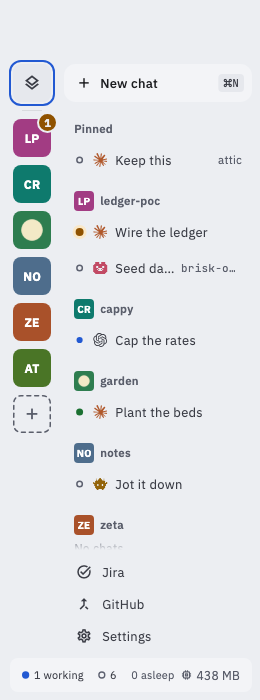 New chat ⌘N
1
LP
CR
NO
ZE
AT
Pinned
Keep this attic
LP ledger-poc
Wire the ledger
Seed da... brisk-o...
CR cappy
Cap the rates
garden
Plant the beds
NO notes
Jot it down
ZE zeta
No chats
Jira
GitHub
Settings
1 working 6 0 asleep 438 MB